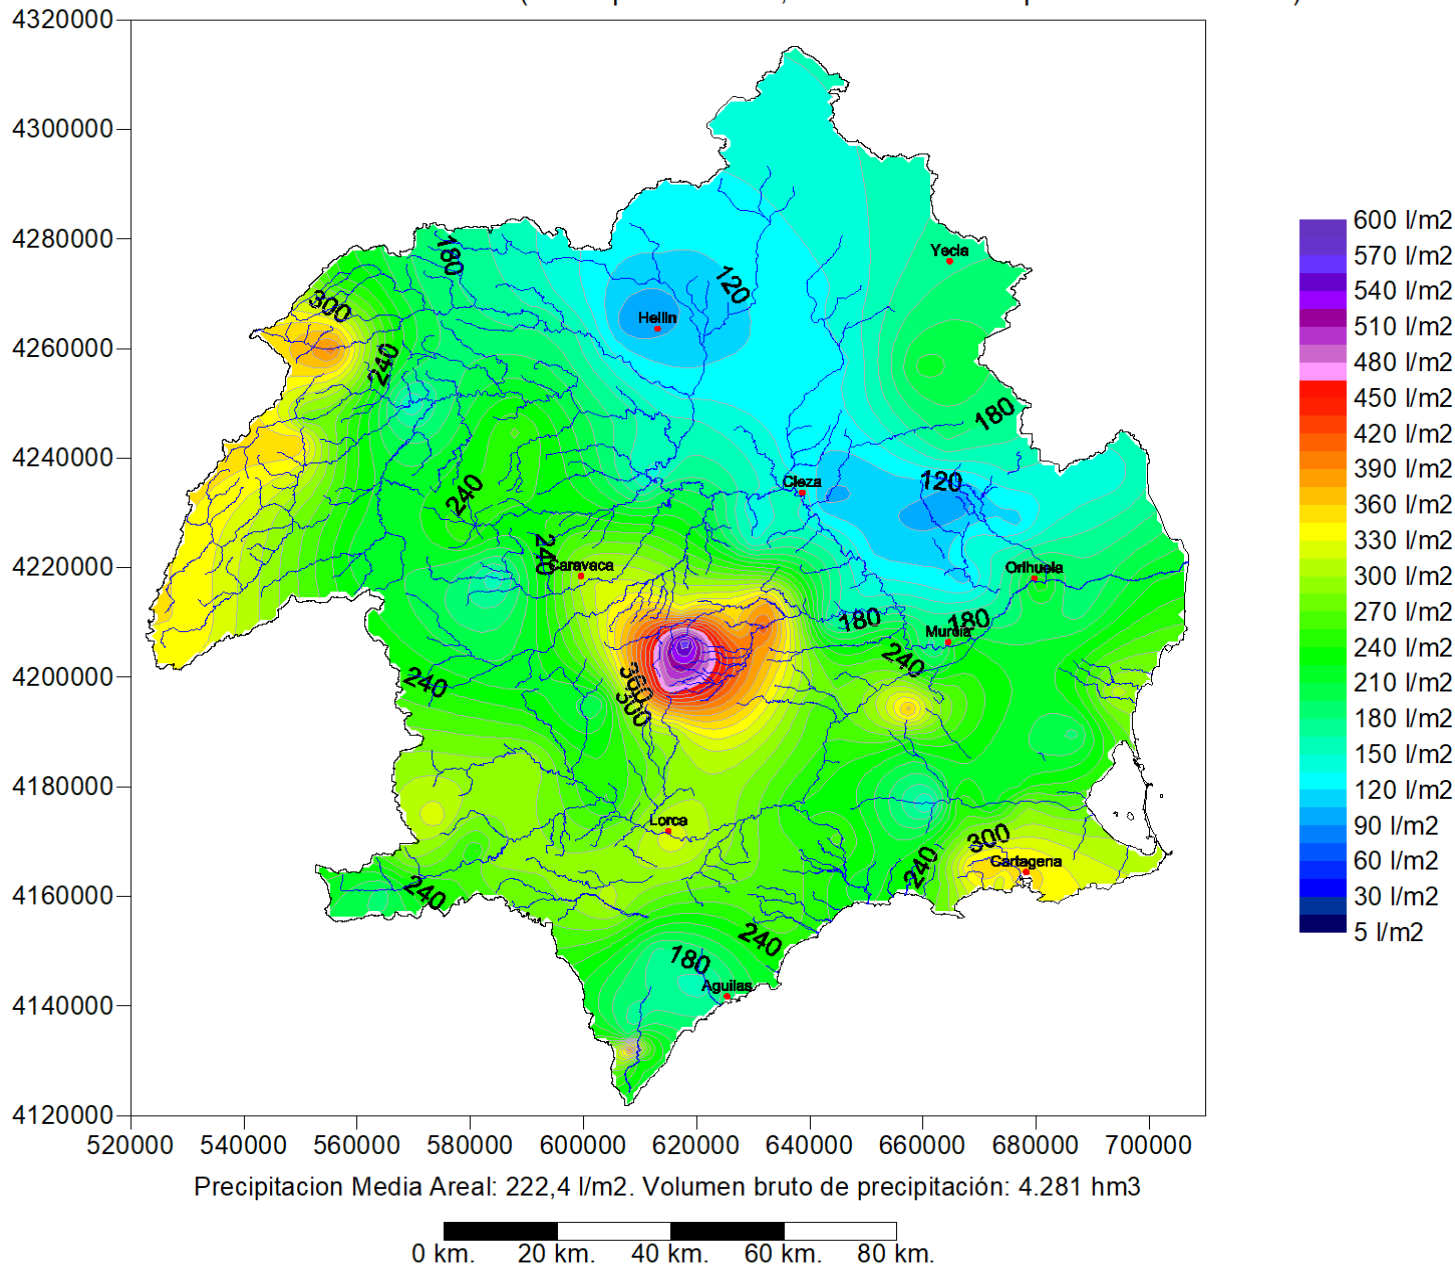 4320000
4300000
4280000
4260000
4240000
4220000
4200000
4180000
4160000
4140000
4120000
520000 540000 560000 580000 600000 620000 640000 660000 680000 700000
180
300
240
120
Hellin
Yecla
180
240
Cieza
120
240
Caravaca
Orihuela
180
180
Murcia
240
240
360
300
Lorca
300
Cartagena
240
240
240
180
Aguilas
600 l/m2
570 l/m2
540 l/m2
510 l/m2
480 l/m2
450 l/m2
420 l/m2
390 l/m2
360 l/m2
330 l/m2
300 l/m2
270 l/m2
240 l/m2
210 l/m2
180 l/m2
150 l/m2
120 l/m2
90 l/m2
60 l/m2
30 l/m2
5 l/m2
Precipitacion Media Areal: 222,4 l/m2. Volumen bruto de precipitación: 4.281 hm3
0 km. 20 km. 40 km. 60 km. 80 km.